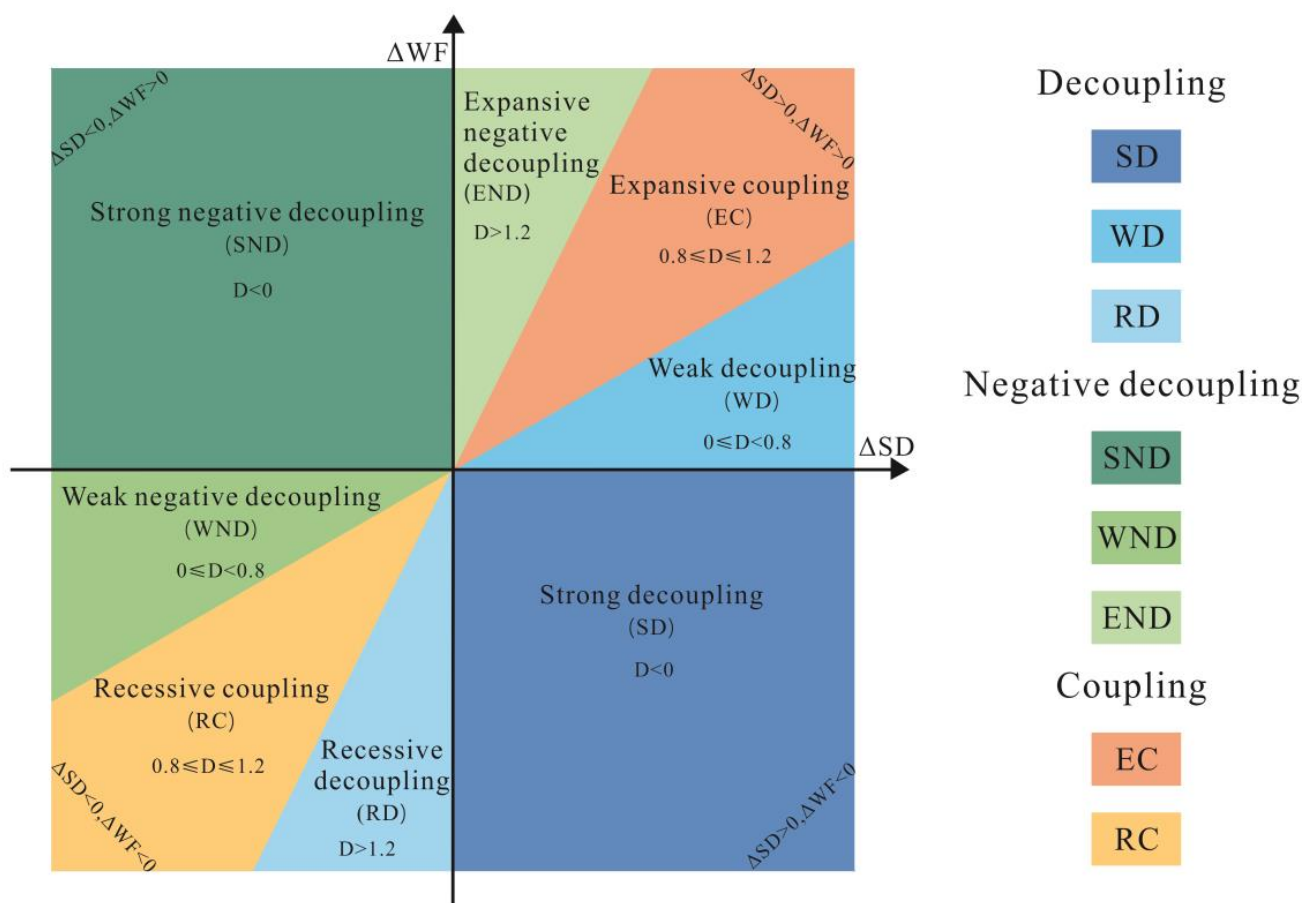 ΔWF
ΔSD<0,ΔWF>0
Strong negative decoupling
(SND)
D<0
Expansive
negative
decoupling
(END)
D>1.2
ΔSD>0,ΔWF>0
Expansive coupling
(EC)
0.8≤D≤1.2
Weak decoupling
(WD)
0≤D<0.8
ΔSD
Weak negative decoupling
(WND)
0≤D<0.8
Recessive coupling
(RC)
0.8≤D≤1.2
ΔSD<0,ΔWF<0
Recessive
decoupling
(RD)
D>1.2
Strong decoupling
(SD)
D<0
ΔSD>0,ΔWF<0
Decoupling
SD
WD
RD
Negative decoupling
SND
WND
END
Coupling
EC
RC